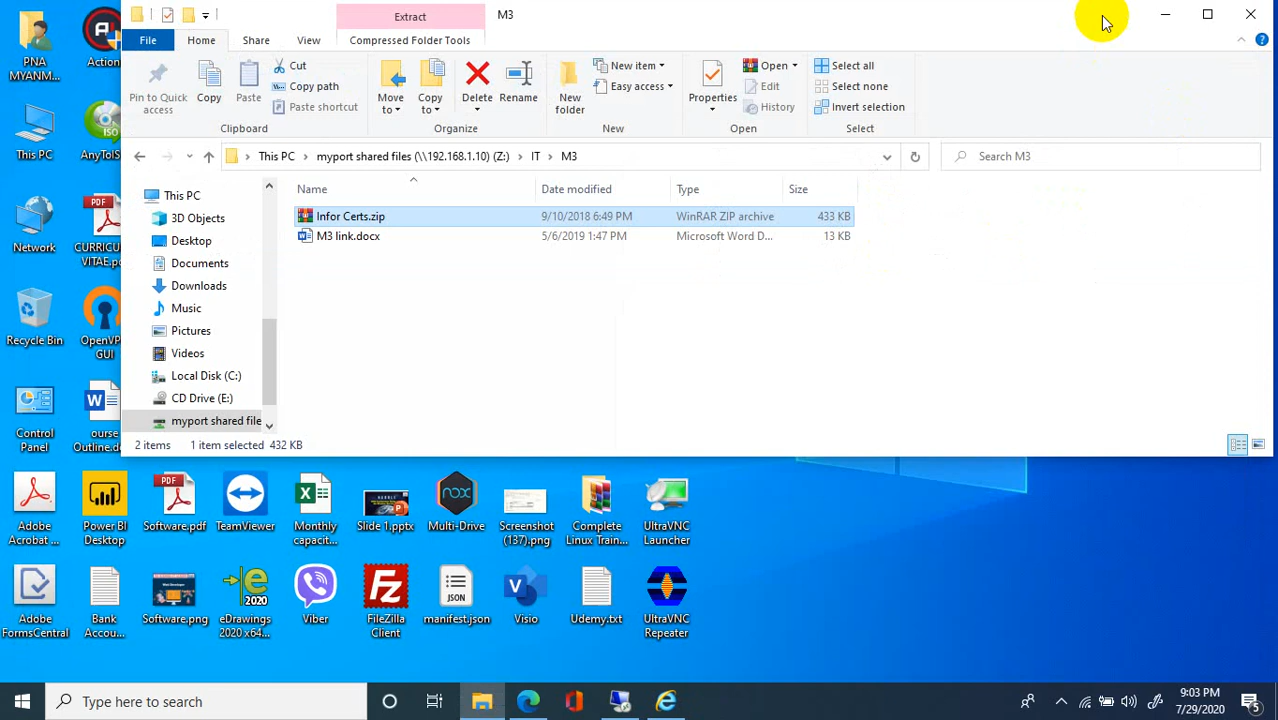 Extract
M3
File
Home
Share
View
Compressed Folder Tools
Pin to Quick
access
Copy
Paste
Cut
Copy path
Paste shortcut
Clipboard
Move
to
Copy
to
Delete
Rename
Organize
New
folder
New item
Easy access
New
Properties
Open
Edit
History
Open
Select all
Select none
Invert selection
Select
This PC
myport shared files (\\192.168.1.10) (Z:)
IT
M3
Search M3
Name
Date modified
Type
Size
Infor Certs.zip
9/10/2018 6:49 PM
WinRAR ZIP archive
433 KB
M3 link.docx
5/6/2019 1:47 PM
Microsoft Word D...
13 KB
This PC
3D Objects
Desktop
Documents
Downloads
Music
Pictures
Videos
Local Disk (C:)
CD Drive (E:)
myport shared file
2 items
1 item selected
432 KB
PNA
MYANM...
Action
This PC
ISO
AnyToIS
Network
PDF
CURRICU
VITAE.p
Recycle Bin
OpenVP
GUI
Control
Panel
ourse
Outline.d
Adobe
Acrobat ...
Power BI
Desktop
PDF
Software.pdf
TeamViewer
Monthly
capacit...
Slide 1.pptx
nox
Multi-Drive
Screenshot
(137).png
Complete
Linux Train...
UltraVNC
Launcher
Adobe
FormsCentral
Bank
Accou...
Software.png
2020
eDrawings
2020 x64...
Viber
Fz
FileZilla
Client
JSON
manifest.json
Visio
Udemy.txt
UltraVNC
Repeater
Type here to search
9:03 PM
7/29/2020
5